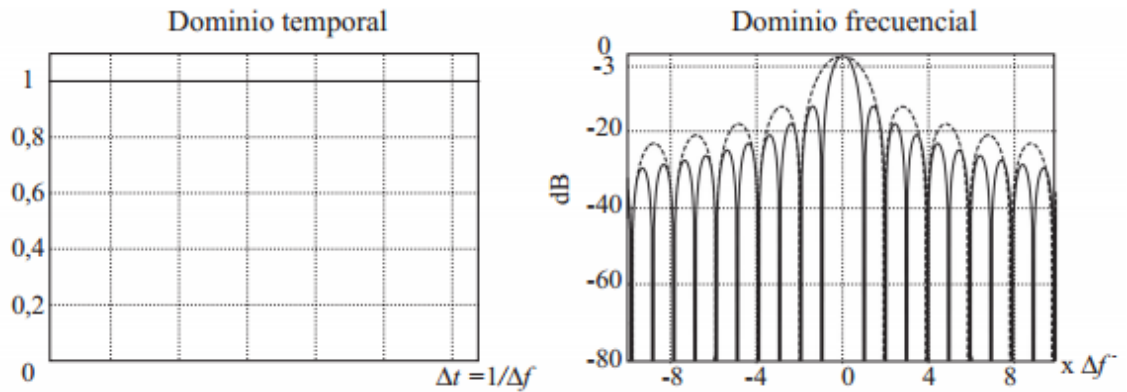 Dominio temporal
1
0,8
0,6
0,4
0,2
0
Δt =1/Δf
Dominio frecuencial
0
-3
-20
dB
-40
-60
-80
-8 -4 0 4 8
x Δf-